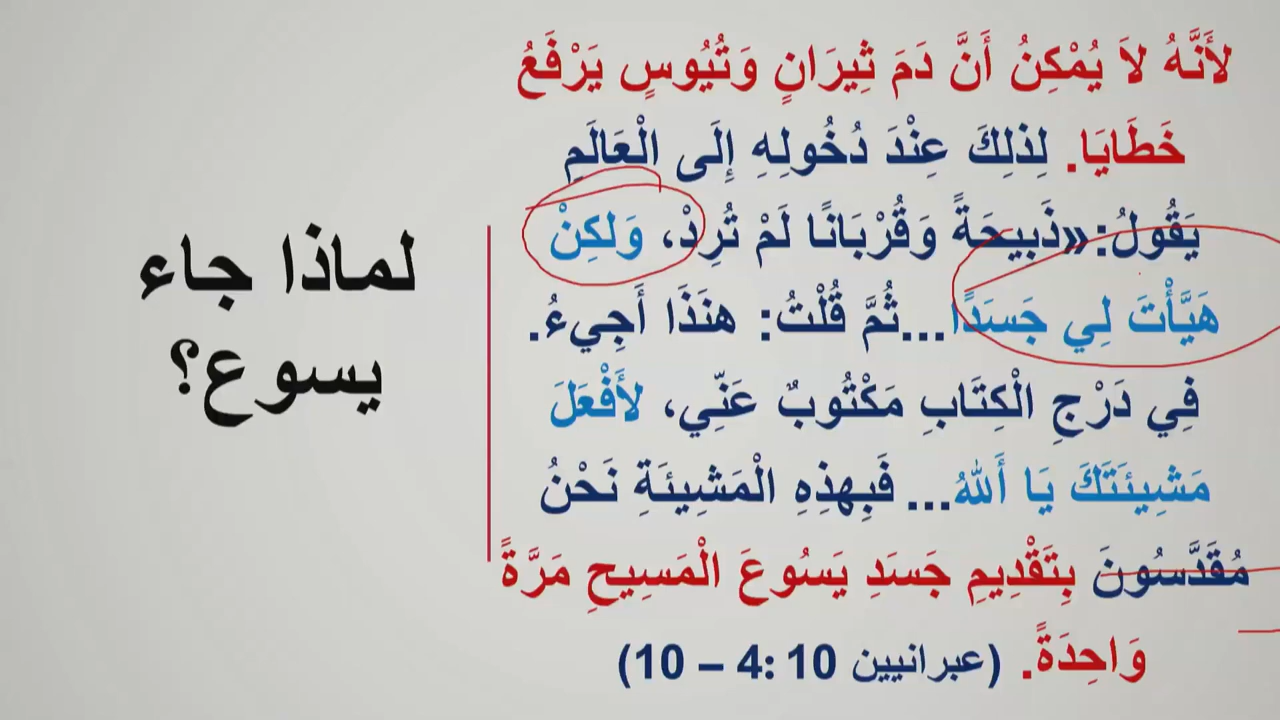 لماذا جاء
يسوع؟
لأَنَّهُ لاَ يُمْكِنُ أَنَّ دَمَ ثِيرَانٍ وَتُيُوسٍ يَرْفَعُ
خَطَايَا. لِذلِكَ عِنْدَ دُخُولِهِ إِلَى الْعَالَمِ
يَقُولُ:«ذَبِيحَةً وَقُرْبَانًا لَمْ تُرِدْ، وَلكِنْ
هَيَّأْتَ لِي جَسَدًا...ثُمَّ قُلْتُ: هنَذَا أَجِيءُ.
فِي دَرْجِ الْكِتَابِ مَكْتُوبٌ عَنِّي، لأَفْعَلَ
مَشِيئَتَكَ يَا أَللهُ... فَبِهذِهِ الْمَشِيئَةِ نَحْنُ
مُقَدَّسُونَ بِتَقْدِيمِ جَسَدِ يَسُوعَ الْمَسِيحِ مَرَّةً
وَاحِدَةً. (عبرانيين 10 :4 – 10)